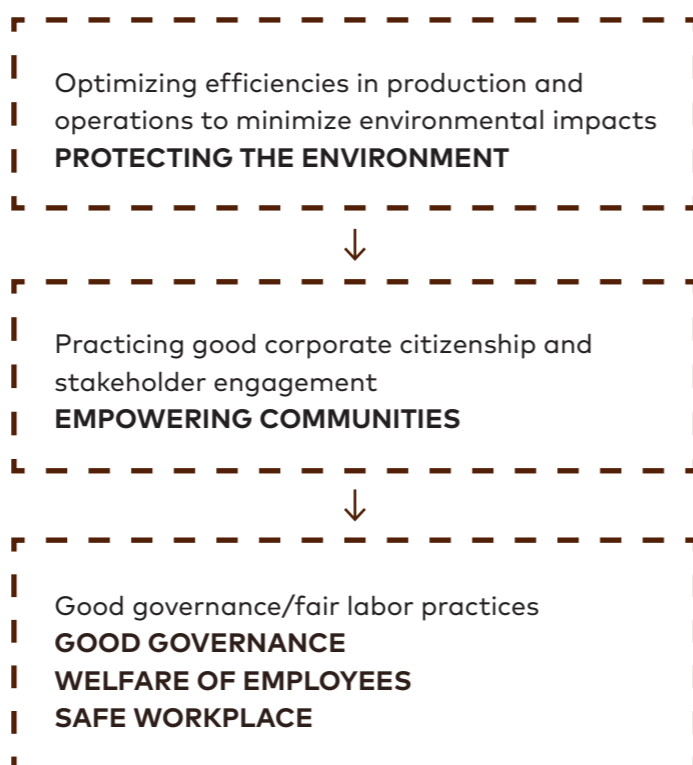 Optimizing efficiencies in production and
operations to minimize environmental impacts
PROTECTING THE ENVIRONMENT
Practicing good corporate citizenship and
stakeholder engagement
EMPOWERING COMMUNITIES
Good governance/fair labor practices
GOOD GOVERNANCE
WELFARE OF EMPLOYEES
SAFE WORKPLACE